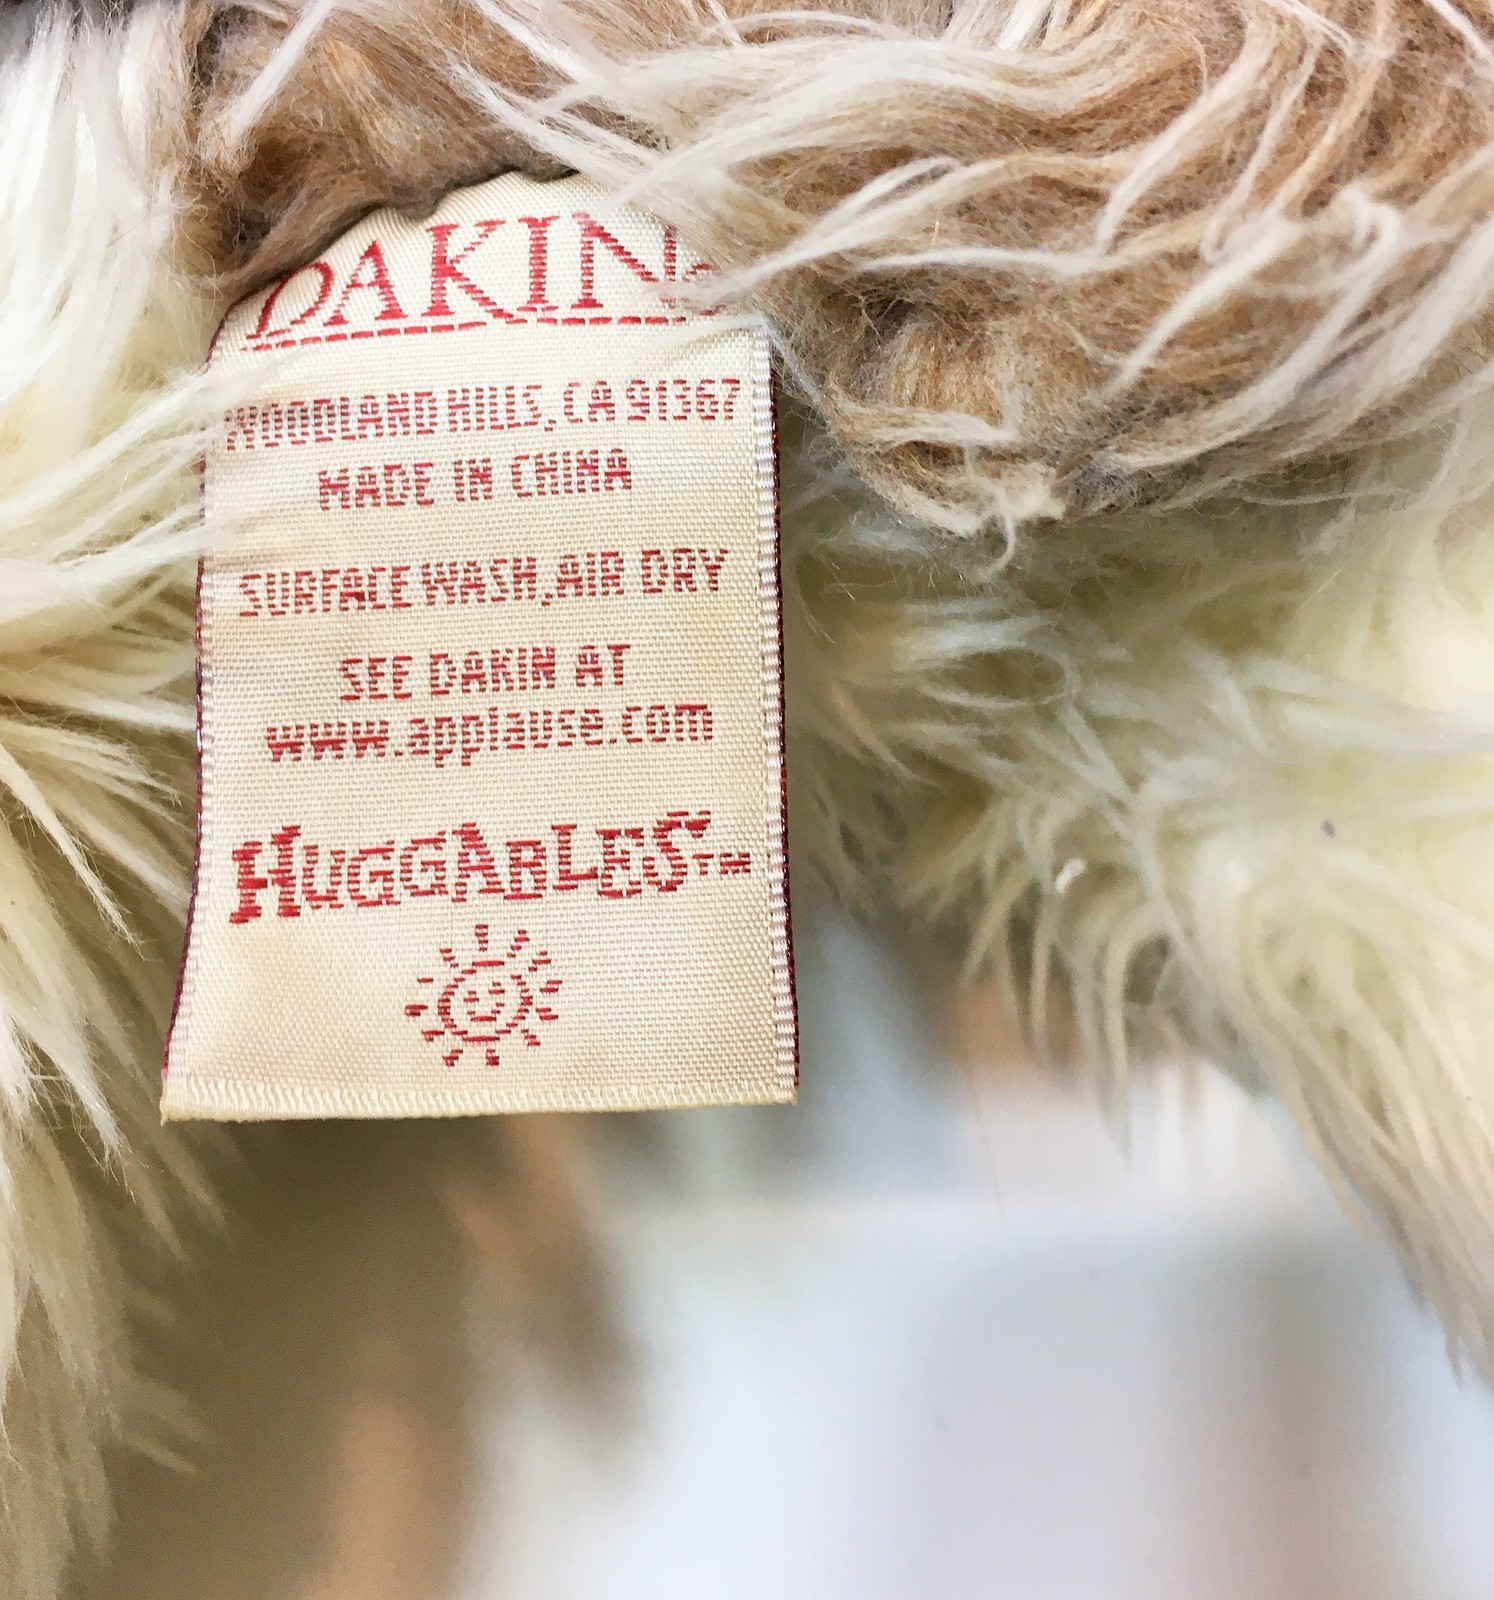 DAKIN®
WOODLAND HILLS, CA 91367
MADE IN CHINA
SURFACE WASH, AIR DRY
SEE DAKIN AT
www.applause.com
HUGGABLES™